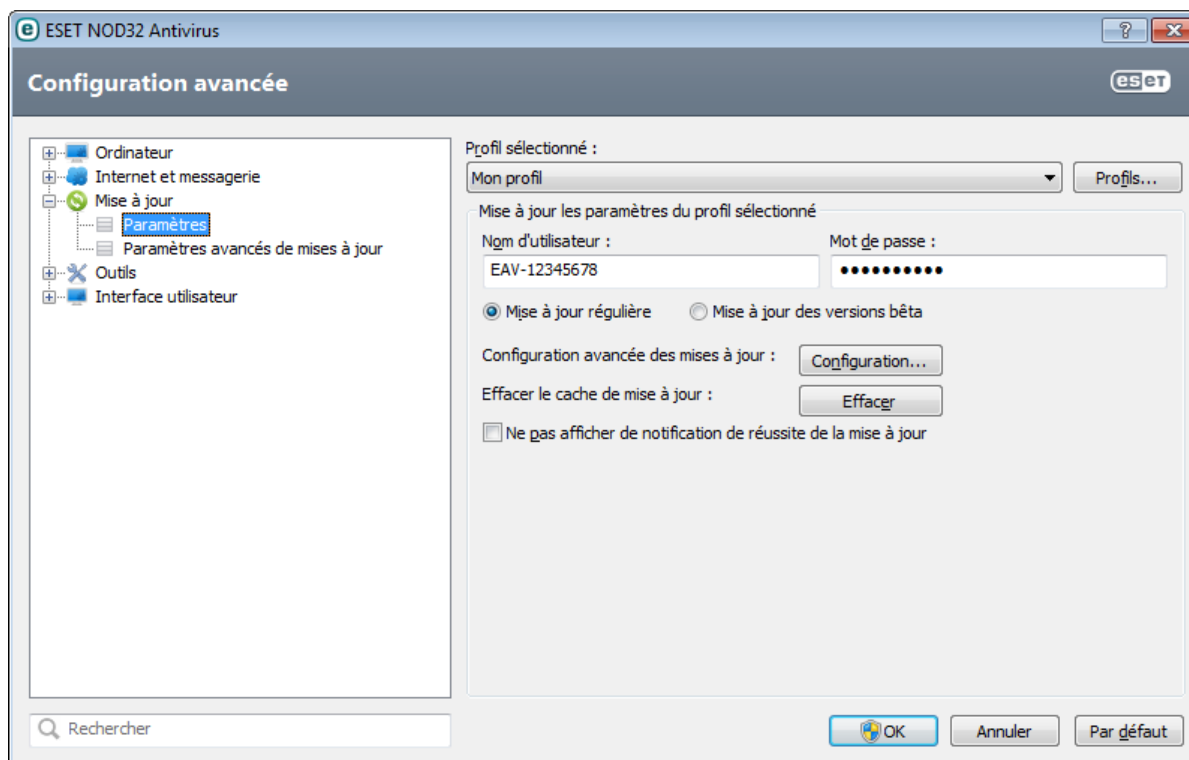 ESET NOD32 Antivirus
Configuration avancée
eset
Ordinateur
Internet et messagerie
Mise à jour
Paramètres
Paramètres avancés de mises à jour
Outils
Interface utilisateur
Rechercher
Profil sélectionné :
Mon profil
Profils...
Mise à jour les paramètres du profil sélectionné
Nom d'utilisateur :
Mot de passe :
EAV-12345678
••••••••••
Mise à jour régulière
Mise à jour des versions bêta
Configuration avancée des mises à jour :
Configuration...
Effacer le cache de mise à jour :
Effacer
Ne pas afficher de notification de réussite de la mise à jour
OK
Annuler
Par défaut